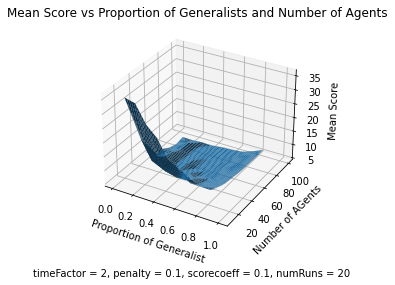 Mean Score vs Proportion of Generalists and Number of Agents
35
30
25
20
15
10
5
Mean Score
100
80
60
40
20
Number of AGents
0.0 0.2 0.4 0.6 0.8 1.0
Proportion of Generalist
timeFactor = 2, penalty = 0.1, scorecoeff = 0.1, numRuns = 20